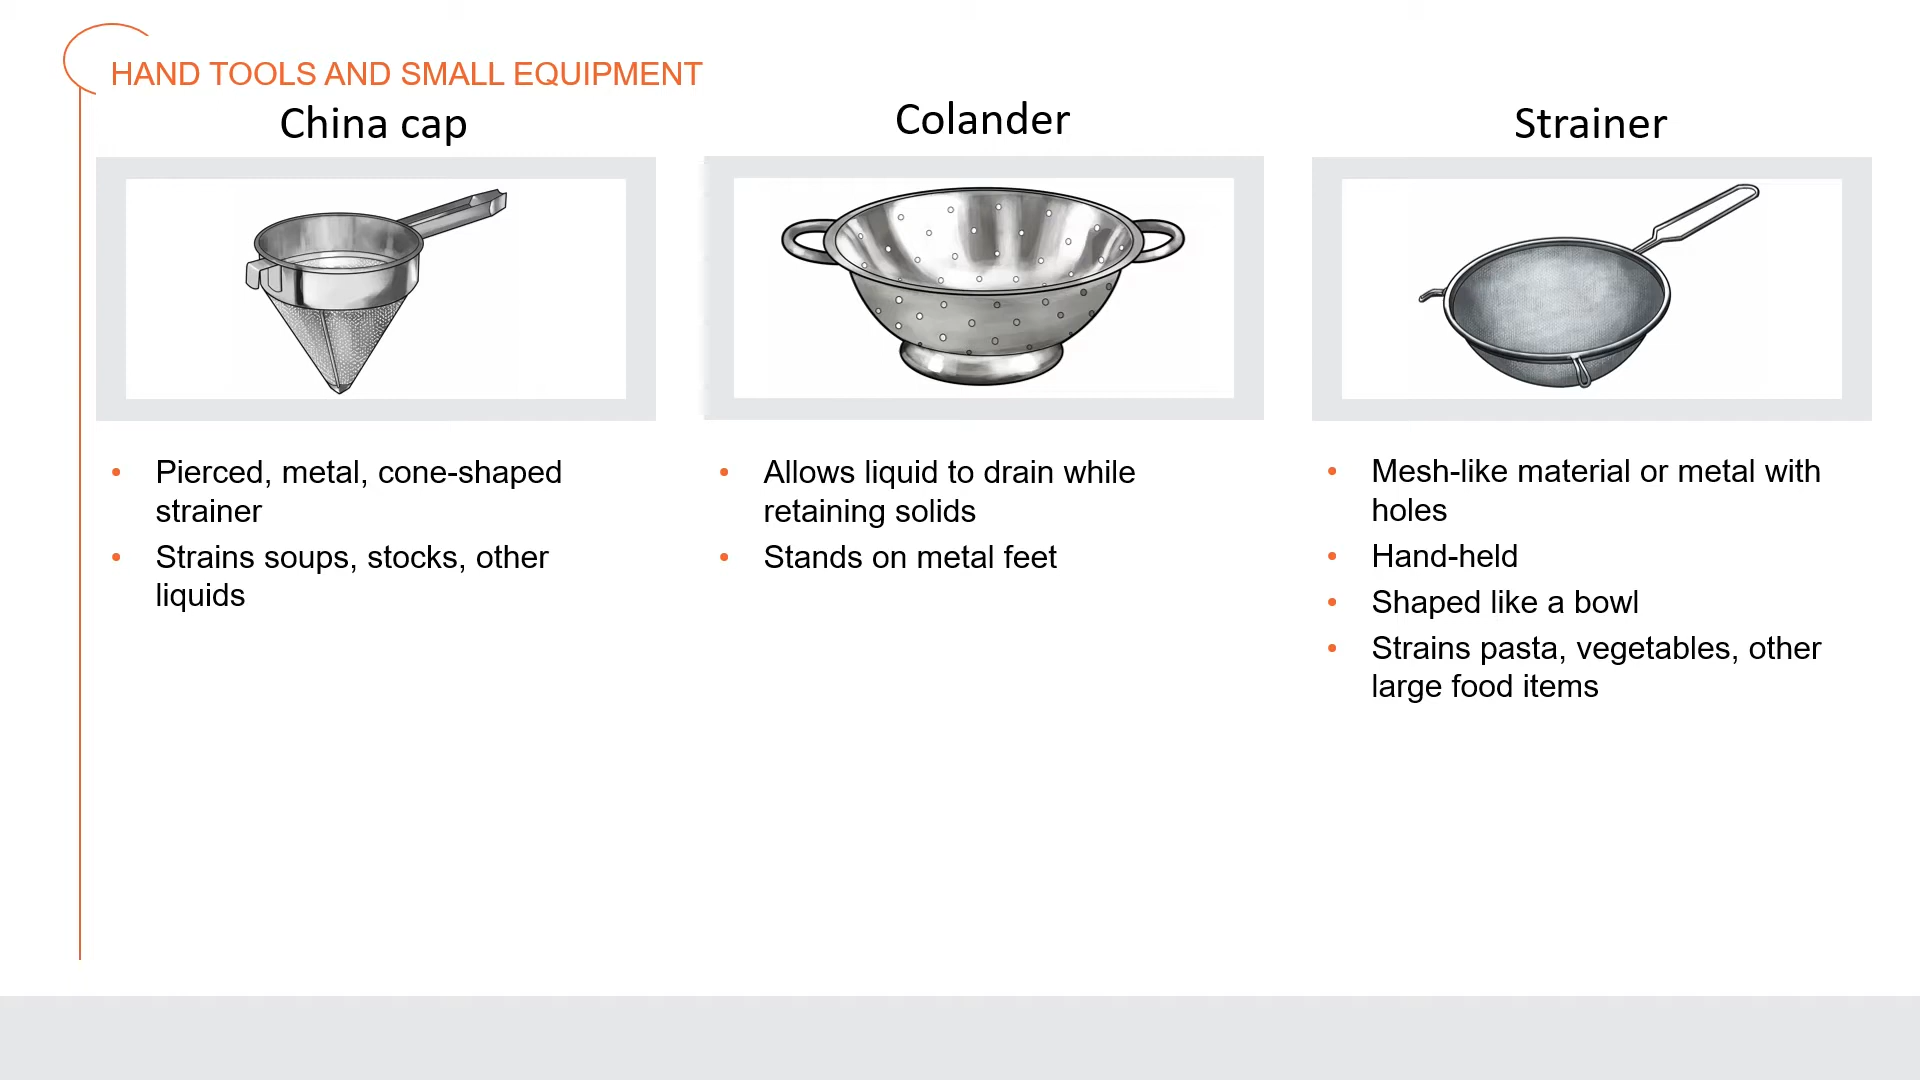 HAND TOOLS AND SMALL EQUIPMENT
China cap
• Pierced, metal, cone-shaped
strainer
• Strains soups, stocks, other
liquids
Colander
• Allows liquid to drain while
retaining solids
• Stands on metal feet
Strainer
• Mesh-like material or metal with
holes
• Hand-held
• Shaped like a bowl
• Strains pasta, vegetables, other
large food items